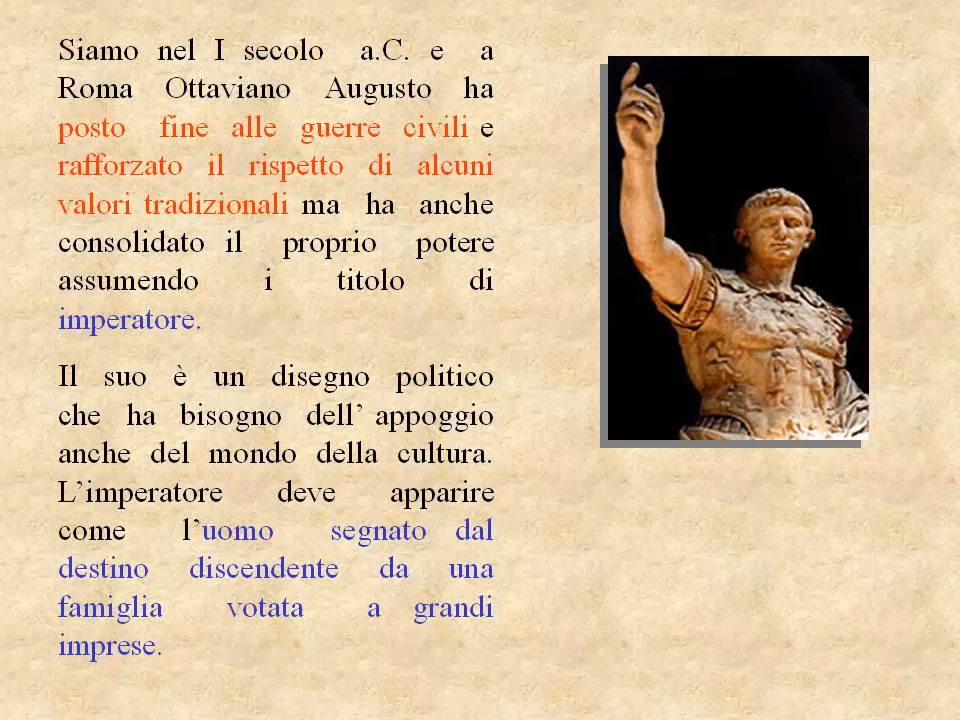 Siamo nel I secolo a.C. e a
Roma Ottaviano Augusto ha
posto fine alle guerre civili e
rafforzato il rispetto di alcuni
valori tradizionali ma ha anche
consolidato il proprio potere
assumendo i titolo di
imperatore.
Il suo è un disegno politico
che ha bisogno dell' appoggio
anche del mondo della cultura.
L'imperatore deve apparire
come l'uomo segnato dal
destino discendente da una
famiglia votata a grandi
imprese.